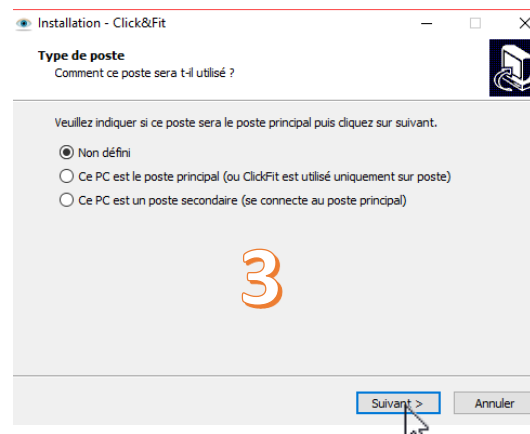 Installation - Click&Fit
Type de poste
Comment ce poste sera t-il utilisé ?
Veuillez indiquer si ce poste sera le poste principal puis cliquez sur suivant.
Non défini
Ce PC est le poste principal (ou ClickFit est utilisé uniquement sur poste)
Ce PC est un poste secondaire (se connecte au poste principal)
3
Suivant >
Annuler